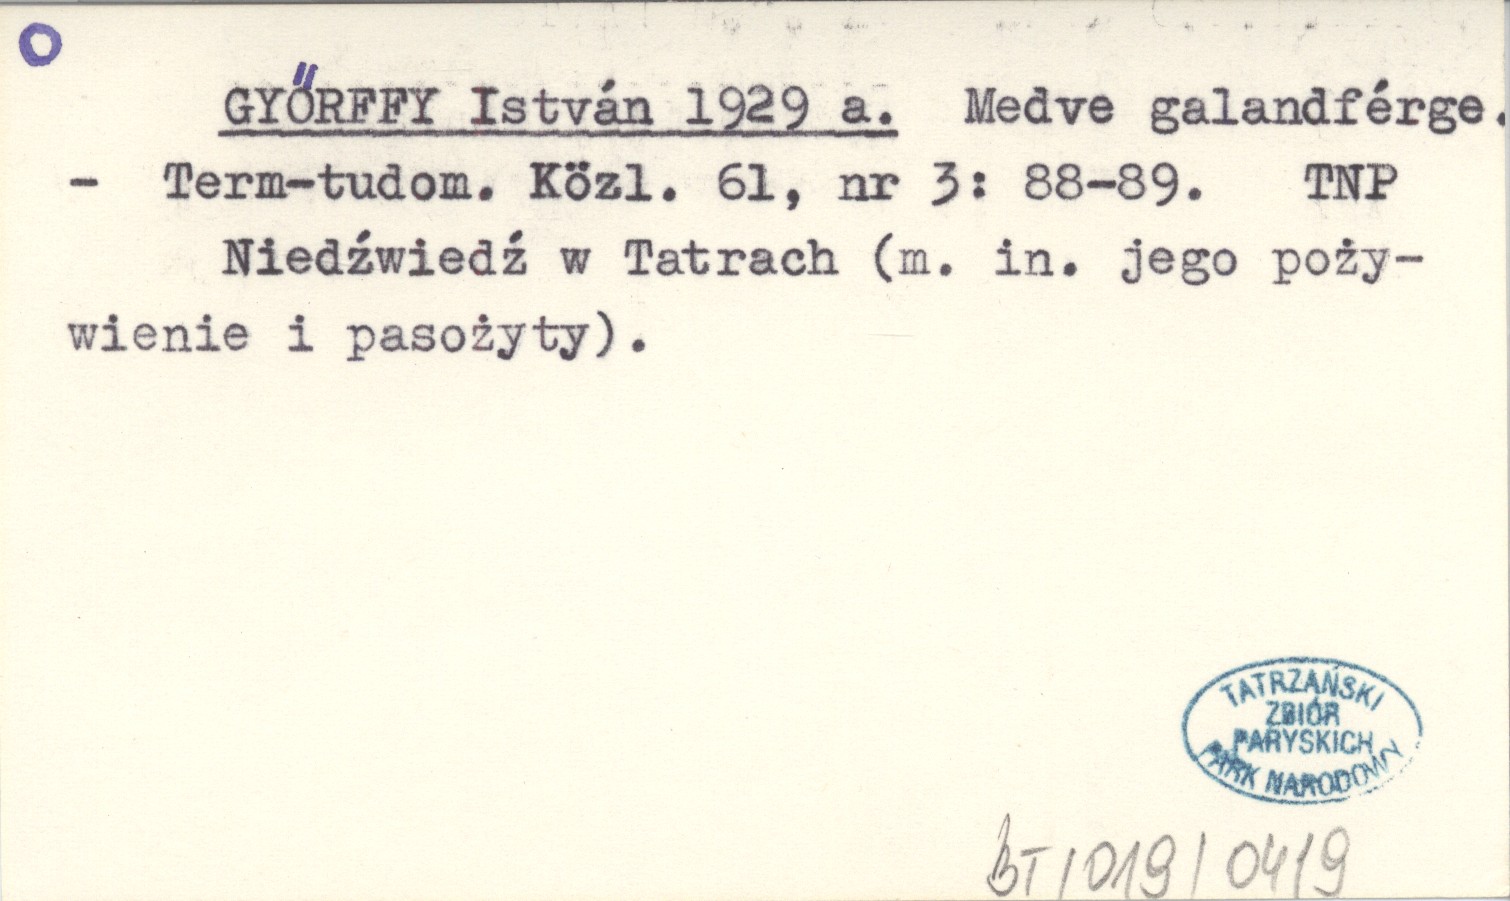 GYŐRFFY István 1929 a. Medve galandférge.
- Term-tudom. Közl. 61, nr 3: 88-89. TNP
Niedźwiedź w Tatrach (m. in. jego poży-
wienie i pasożyty).
TATRZAŃSKI
ZBIÓR
PARYSKICH
PARK NARODOWY
BT/019/0419